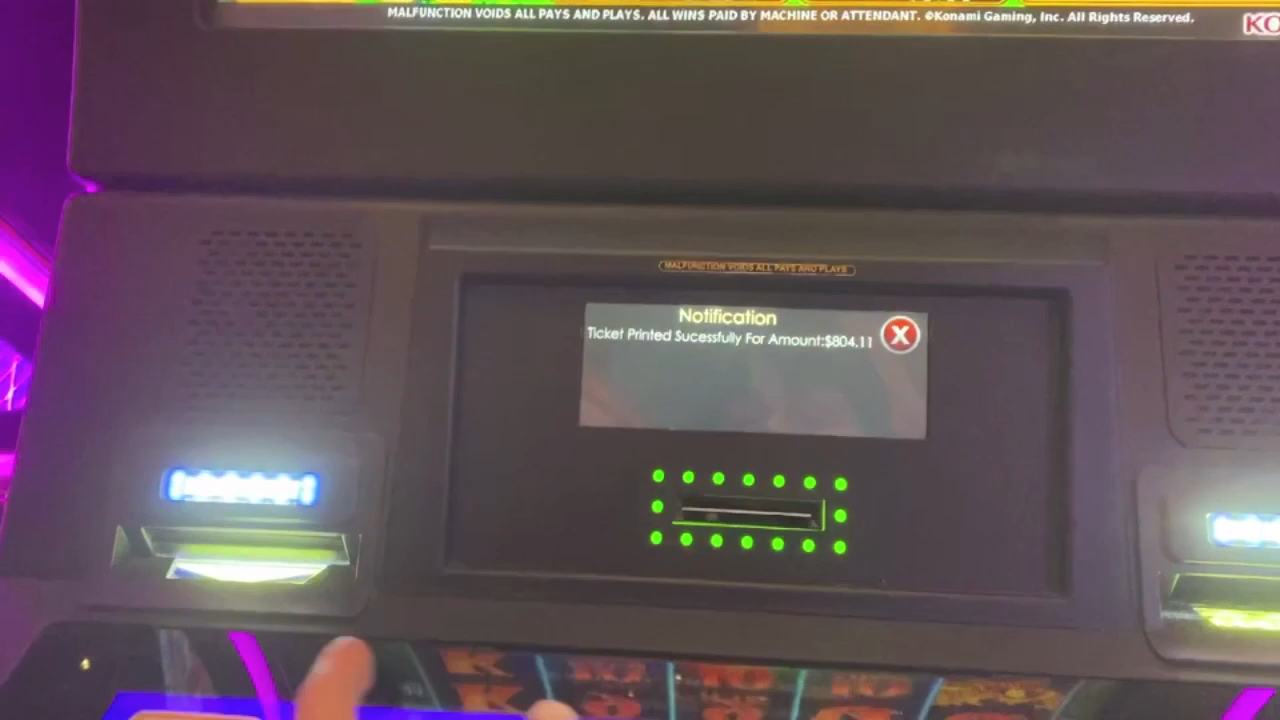 MALFUNCTION VOIDS ALL PAYS AND PLAYS. ALL WINS PAID BY MACHINE OR ATTENDANT. ©Konami Gaming, Inc. All Rights Reserved.
KO
MALFUNCTION VOIDS ALL PAYS AND PLAYS
Notification
Ticket Printed Sucessfully For Amount:$804.11
X